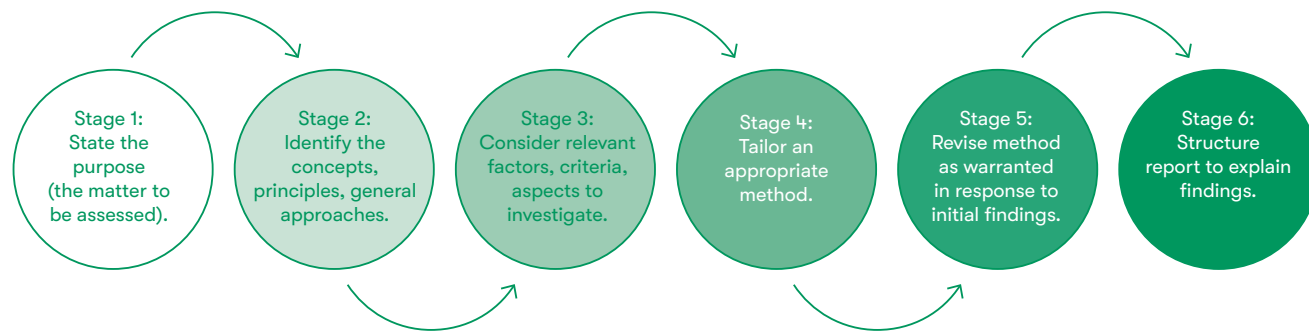 Stage 1:
State the
purpose
(the matter to
be assessed).
Stage 2:
Identify the
concepts,
principles, general
approaches.
Stage 3:
Consider relevant
factors, criteria,
aspects to
investigate.
Stage 4:
Tailor an
appropriate
method.
Stage 5:
Revise method
as warranted
in response to
initial findings.
Stage 6:
Structure
report to explain
findings.